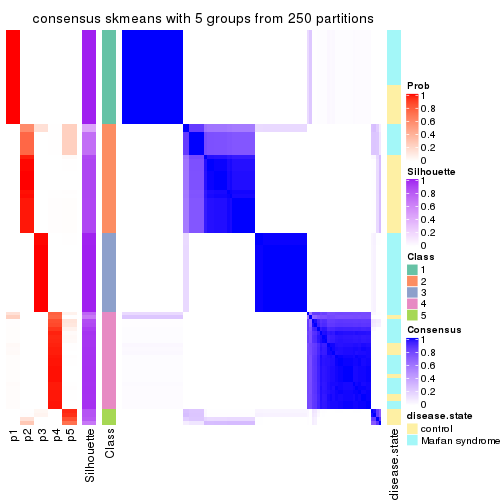 consensus skmeans with 5 groups from 250 partitions
Prob
1
0.8
0.6
0.4
0.2
0
Silhouette
1
0.8
0.6
0.4
0.2
0
Class
1
2
3
4
5
Consensus
1
0.8
0.6
0.4
0.2
0
disease.state
control
Marfan syndrome
p1
p2
p3
p4
p5
Silhouette
Class
disease.state